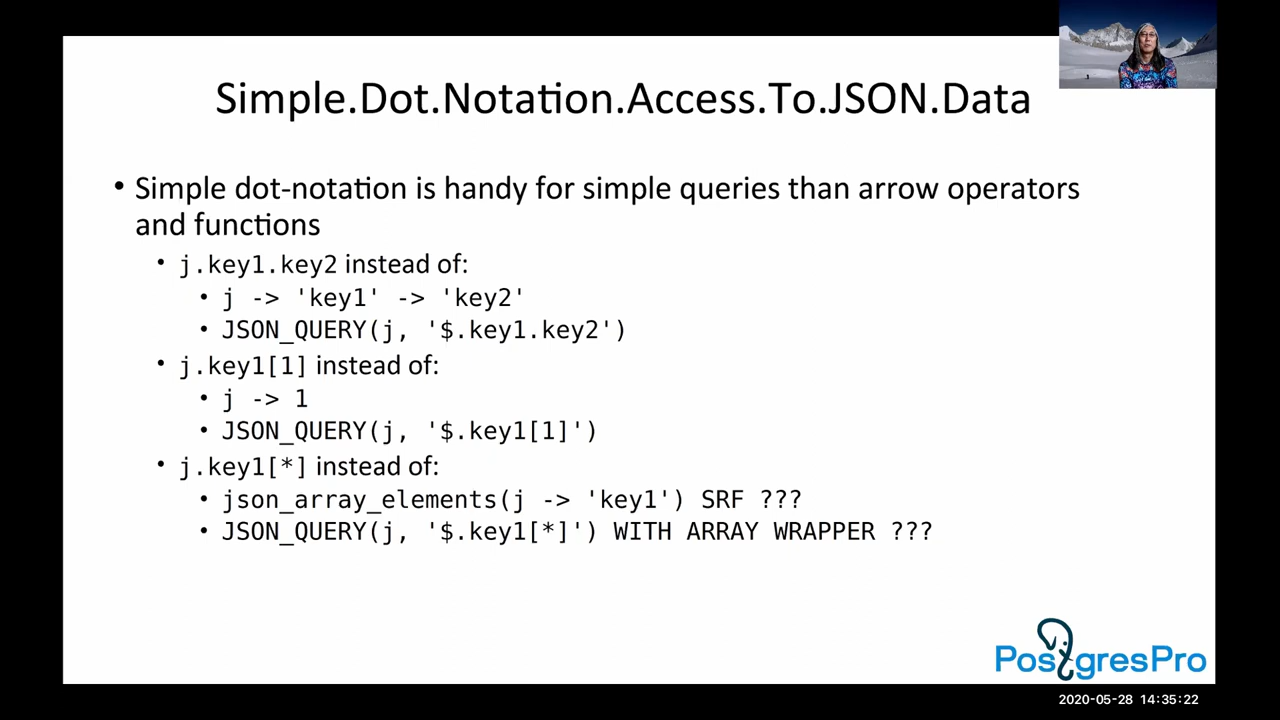 Simple.Dot.Notation.Access.To.JSON.Data
• Simple dot-notation is handy for simple queries than arrow operators
and functions
• j.key1.key2 instead of:
• j -> 'key1' -> 'key2'
• JSON_QUERY(j, '$.key1.key2')
• j.key1[1] instead of:
• j -> 1
• JSON_QUERY(j, '$.key1[1]')
• j.key1[*] instead of:
• json_array_elements(j -> 'key1') SRF ???
• JSON_QUERY(j, '$.key1[*]') WITH ARRAY WRAPPER ???
PostgresPro
2020-05-28 14:35:22